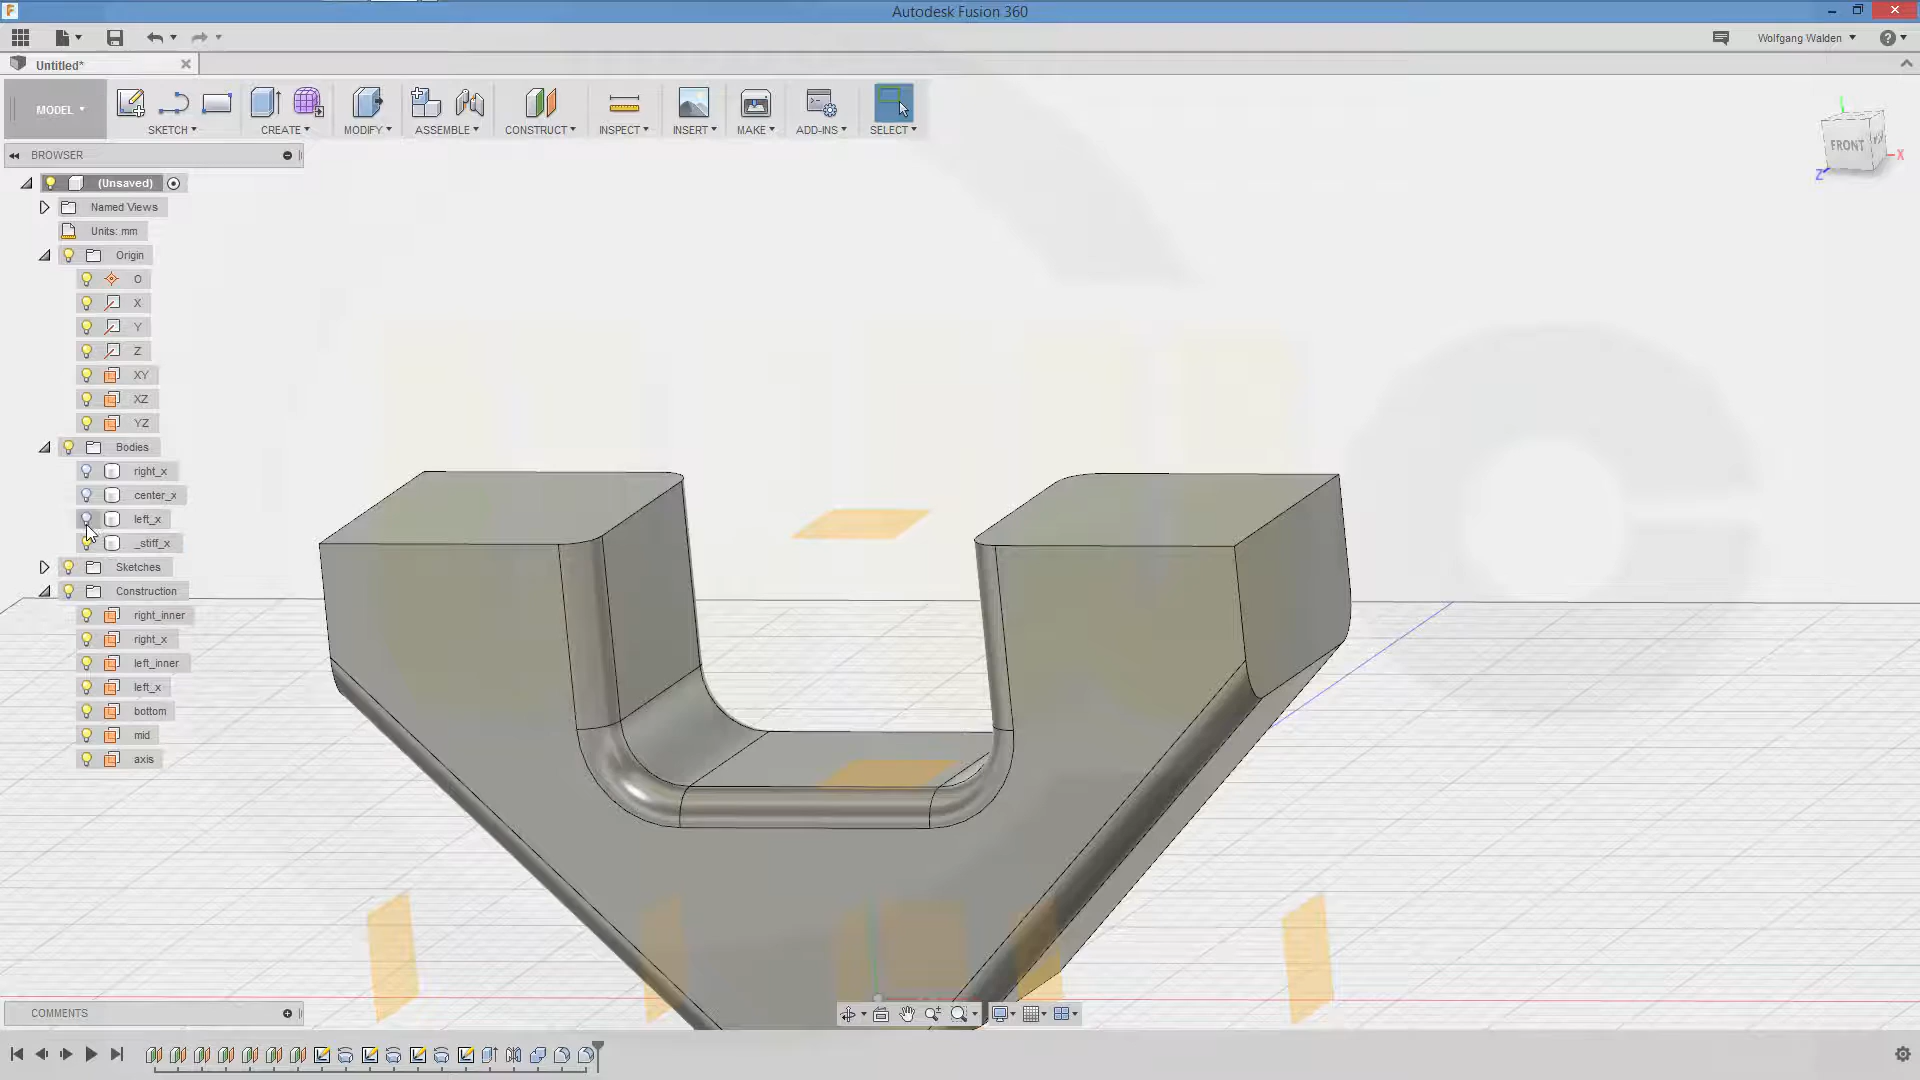 Autodesk Fusion 360
Wolfgang Walden
Untitled*
MODEL
SKETCH
CREATE
MODIFY
ASSEMBLE
CONSTRUCT
INSPECT
INSERT
MAKE
ADD-INS
SELECT
BROWSER
FRONT
X
Z
(Unsaved)
Named Views
Units: mm
Origin
O
X
Y
Z
XY
XZ
YZ
Bodies
right_x
center_x
left_x
_stiff_x
Sketches
Construction
right_inner
right_x
left_inner
left_x
bottom
mid
axis
COMMENTS